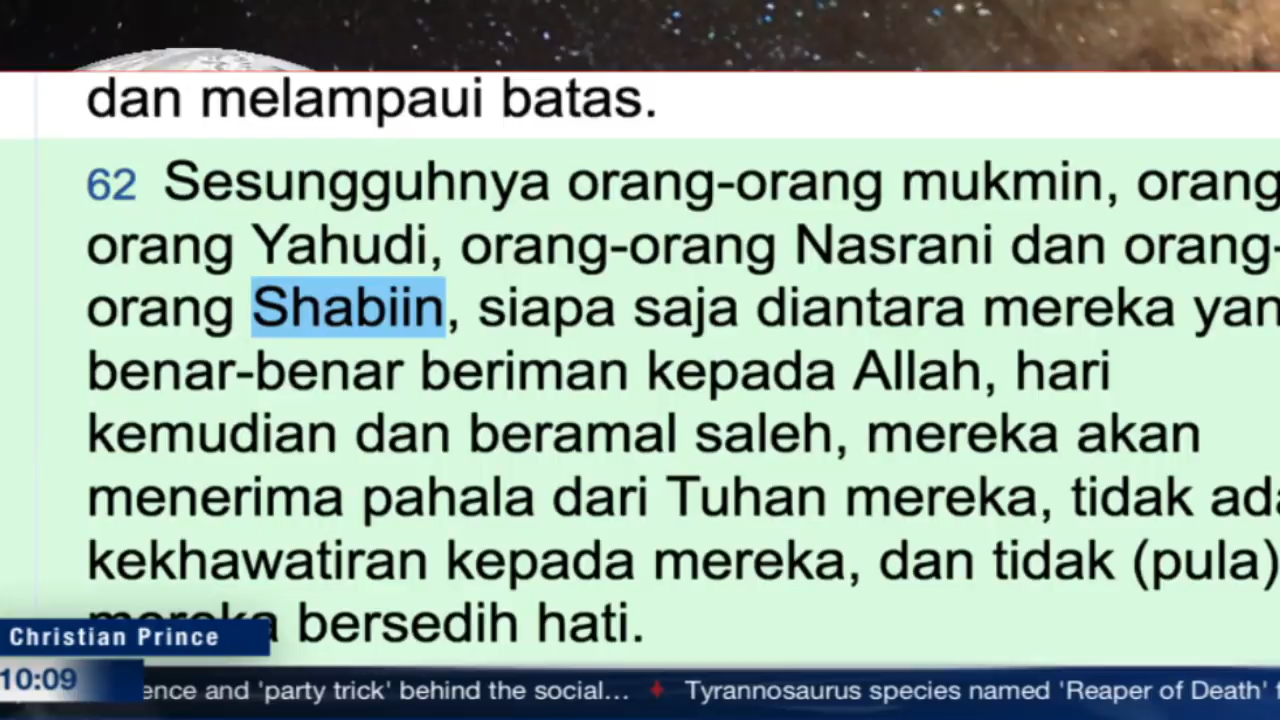 dan melampaui batas.
62 Sesungguhnya orang-orang mukmin, orang
orang Yahudi, orang-orang Nasrani dan orang-
orang Shabiin, siapa saja diantara mereka yan
benar-benar beriman kepada Allah, hari
kemudian dan beramal saleh, mereka akan
menerima pahala dari Tuhan mereka, tidak ada
kekhawatiran kepada mereka, dan tidak (pula)
mereka bersedih hati.
Christian Prince
10:09
ence and 'party trick' behind the social... Tyrannosaurus species named 'Reaper of Death'